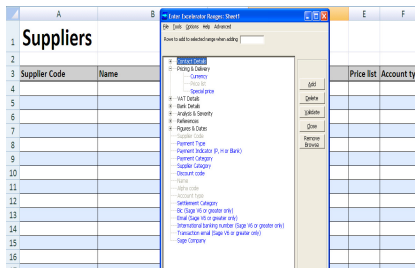 A B E F
Enter Excelerator Ranges: Sheet1
File Tools Options Help Advanced
Rows to add to selected range when adding
1 Suppliers
2
3 Supplier Code Name Price list Account ty
4
5
6
7
8
9
10
11
12
13
14
15
16
Contact Details
Pricing & Delivery
Currency
Price list
Special price
VAT Details
Bank Details
Analysis & Severity
References
Figures & Dates
Supplier Code
Payment Type
Payment Indicator (P, H or Blank)
Payment Category
Supplier Category
Discount code
Name
Alpha code
Account type
Settlement Category
Bic (Sage V6 or greater only)
Email (Sage V6 or greater only)
International banking number (Sage V6 or greater only)
Transaction email (Sage V6 or greater only)
Sage Company
Add
Delete
Validate
Close
Remove
Browse